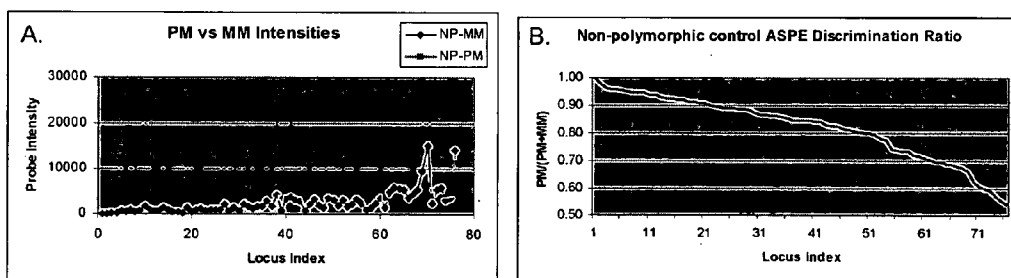 A.
PM vs MM Intensities
NP-MM
NP-PM
Probe Intensity
30000
20000
10000
0
0 20 40 60 80
Locus Index
B.
Non-polymorphic control ASPE Discrimination Ratio
PM/(PM+MM)
1.00
0.90
0.80
0.70
0.60
0.50
1 11 21 31 41 51 61 71
Locus Index